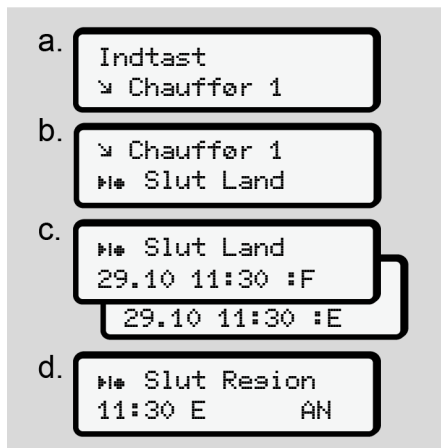 a.
Indtast
Chauffør 1
b.
Chauffør 1
Slut Land
c.
Slut Land
29.10 11:30 :F
29.10 11:30 :E
d.
Slut Region
11:30 E AN